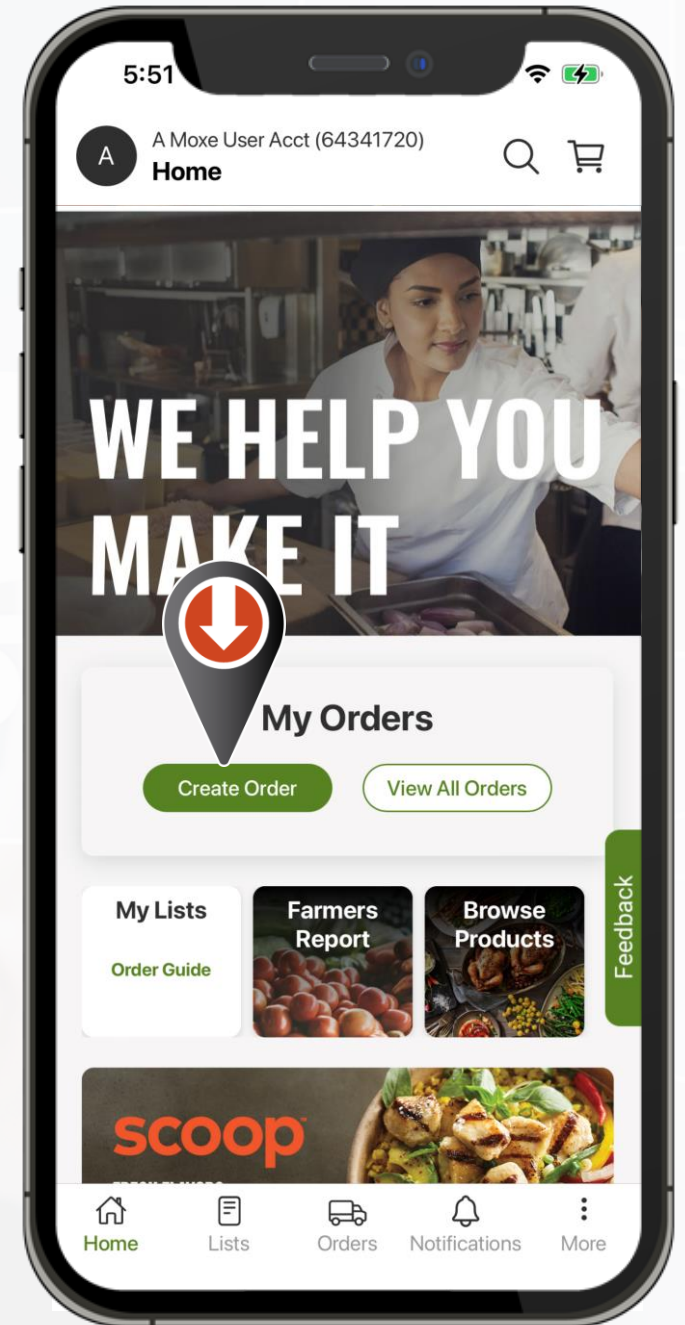 5:51
A
A Moxe User Acct (64341720)
Home
WE HELP YOU
MAKE IT
My Orders
Create Order
View All Orders
Feedback
My Lists
Order Guide
Farmers
Report
Browse
Products
scoop
Home
Lists
Orders
Notifications
More